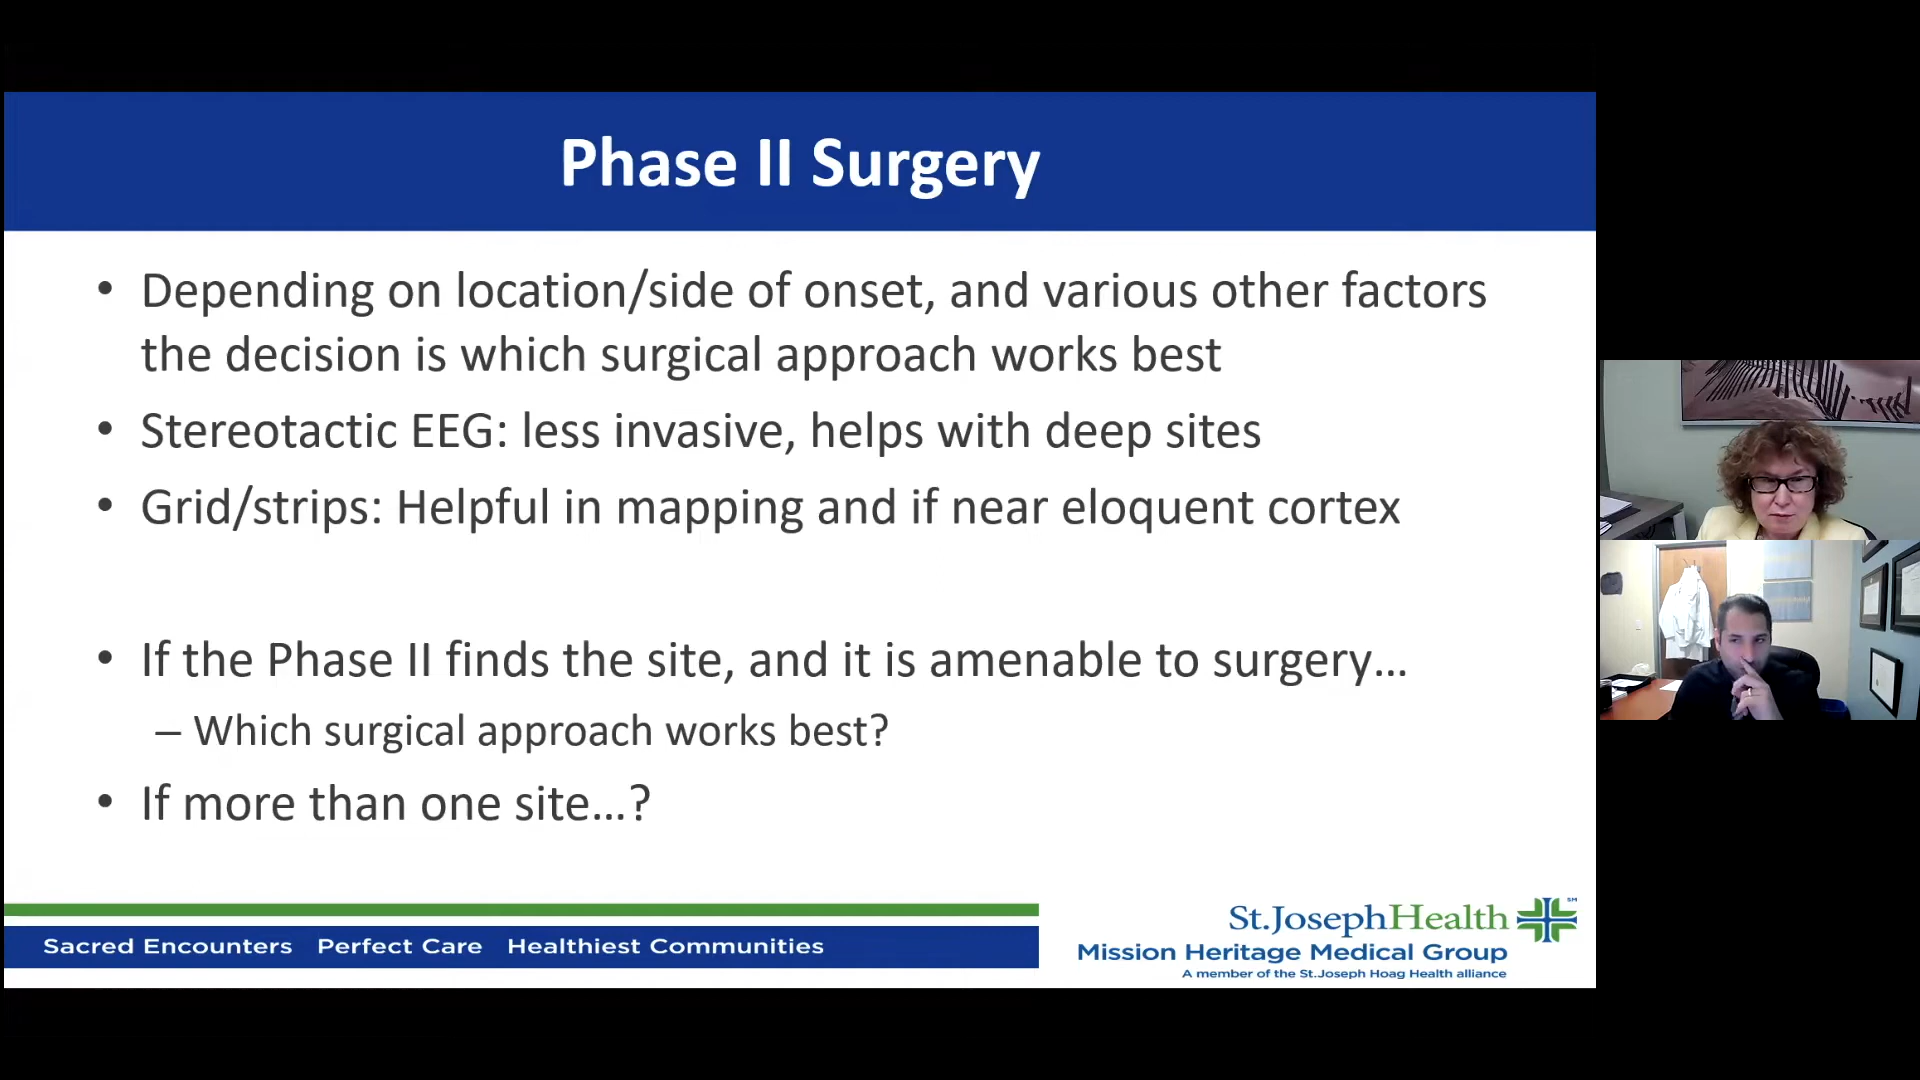 Phase II Surgery
• Depending on location/side of onset, and various other factors
the decision is which surgical approach works best
• Stereotactic EEG: less invasive, helps with deep sites
• Grid/strips: Helpful in mapping and if near eloquent cortex
• If the Phase II finds the site, and it is amenable to surgery...
– Which surgical approach works best?
• If more than one site...?
Sacred Encounters Perfect Care Healthiest Communities
St.JosephHealth SM
Mission Heritage Medical Group
A member of the St.Joseph Hoag Health alliance